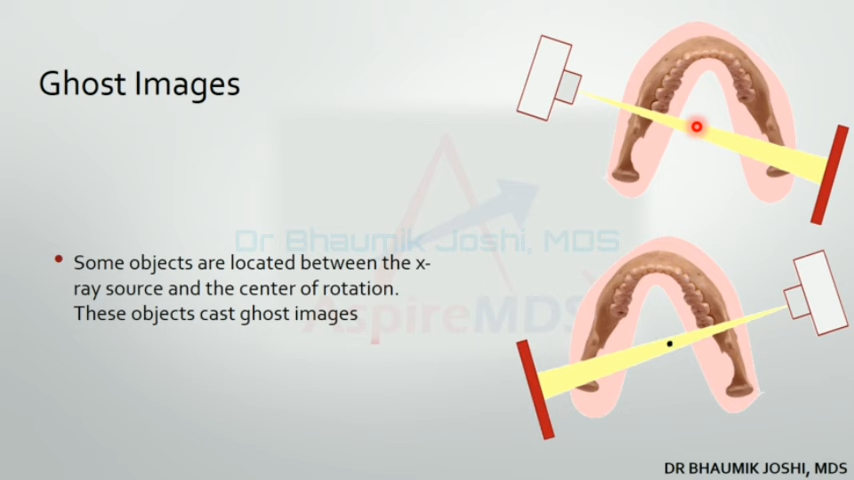 Ghost Images
Dr Bhaumik Joshi, MDS
• Some objects are located between the x-
ray source and the center of rotation.
These objects cast ghost images
AspireMDS
DR BHAUMIK JOSHI, MDS